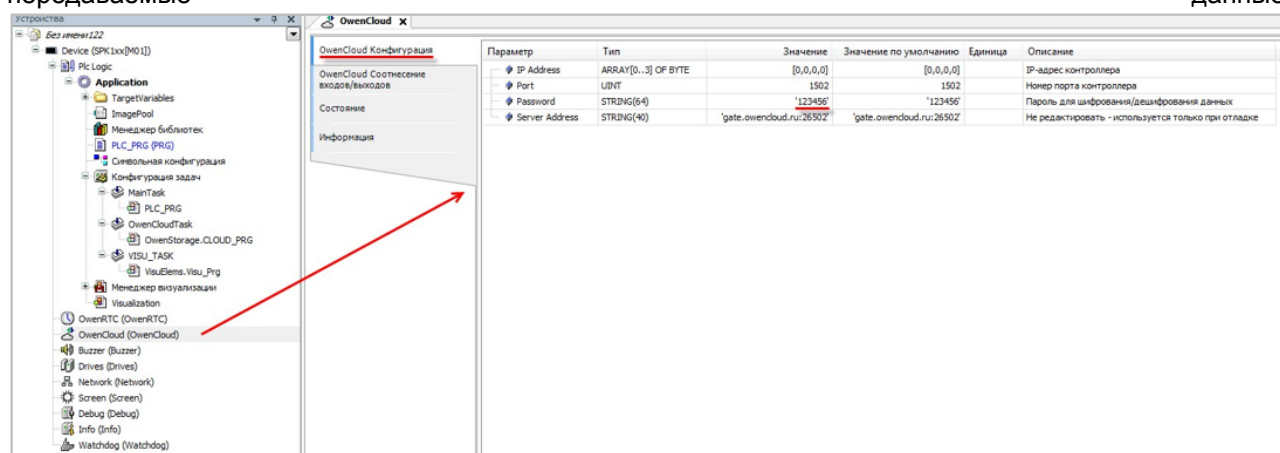 передаваемые данные
Устройства
Без имени122
Device (SPK1xx[M01])
Plc Logic
Application
TargetVariables
ImagePool
Менеджер библиотек
PLC_PRG (PRG)
Символьная конфигурация
Конфигурация задач
MainTask
PLC_PRG
OwenCloudTask
OwenStorage.CLOUD_PRG
VISU_TASK
VisuElems.Visu_Prg
Менеджер визуализации
Visualization
OwenRTC (OwenRTC)
OwenCloud (OwenCloud)
Buzzer (Buzzer)
Drives (Drives)
Network (Network)
Screen (Screen)
Debug (Debug)
Info (Info)
Watchdog (Watchdog)
OwenCloud
OwenCloud Конфигурация
OwenCloud Соотнесение
входов/выходов
Состояние
Информация
Параметр Тип Значение Значение по умолчанию Единица Описание
IP Address ARRAY[0..3] OF BYTE [0,0,0,0] [0,0,0,0] IP-адрес контроллера
Port UINT 1502 1502 Номер порта контроллера
Password STRING(64) '123456' '123456' Пароль для шифрования/дешифрования данных
Server Address STRING(40) 'gate.owencloud.ru:26502' 'gate.owencloud.ru:26502' Не редактировать - используется только при отладке